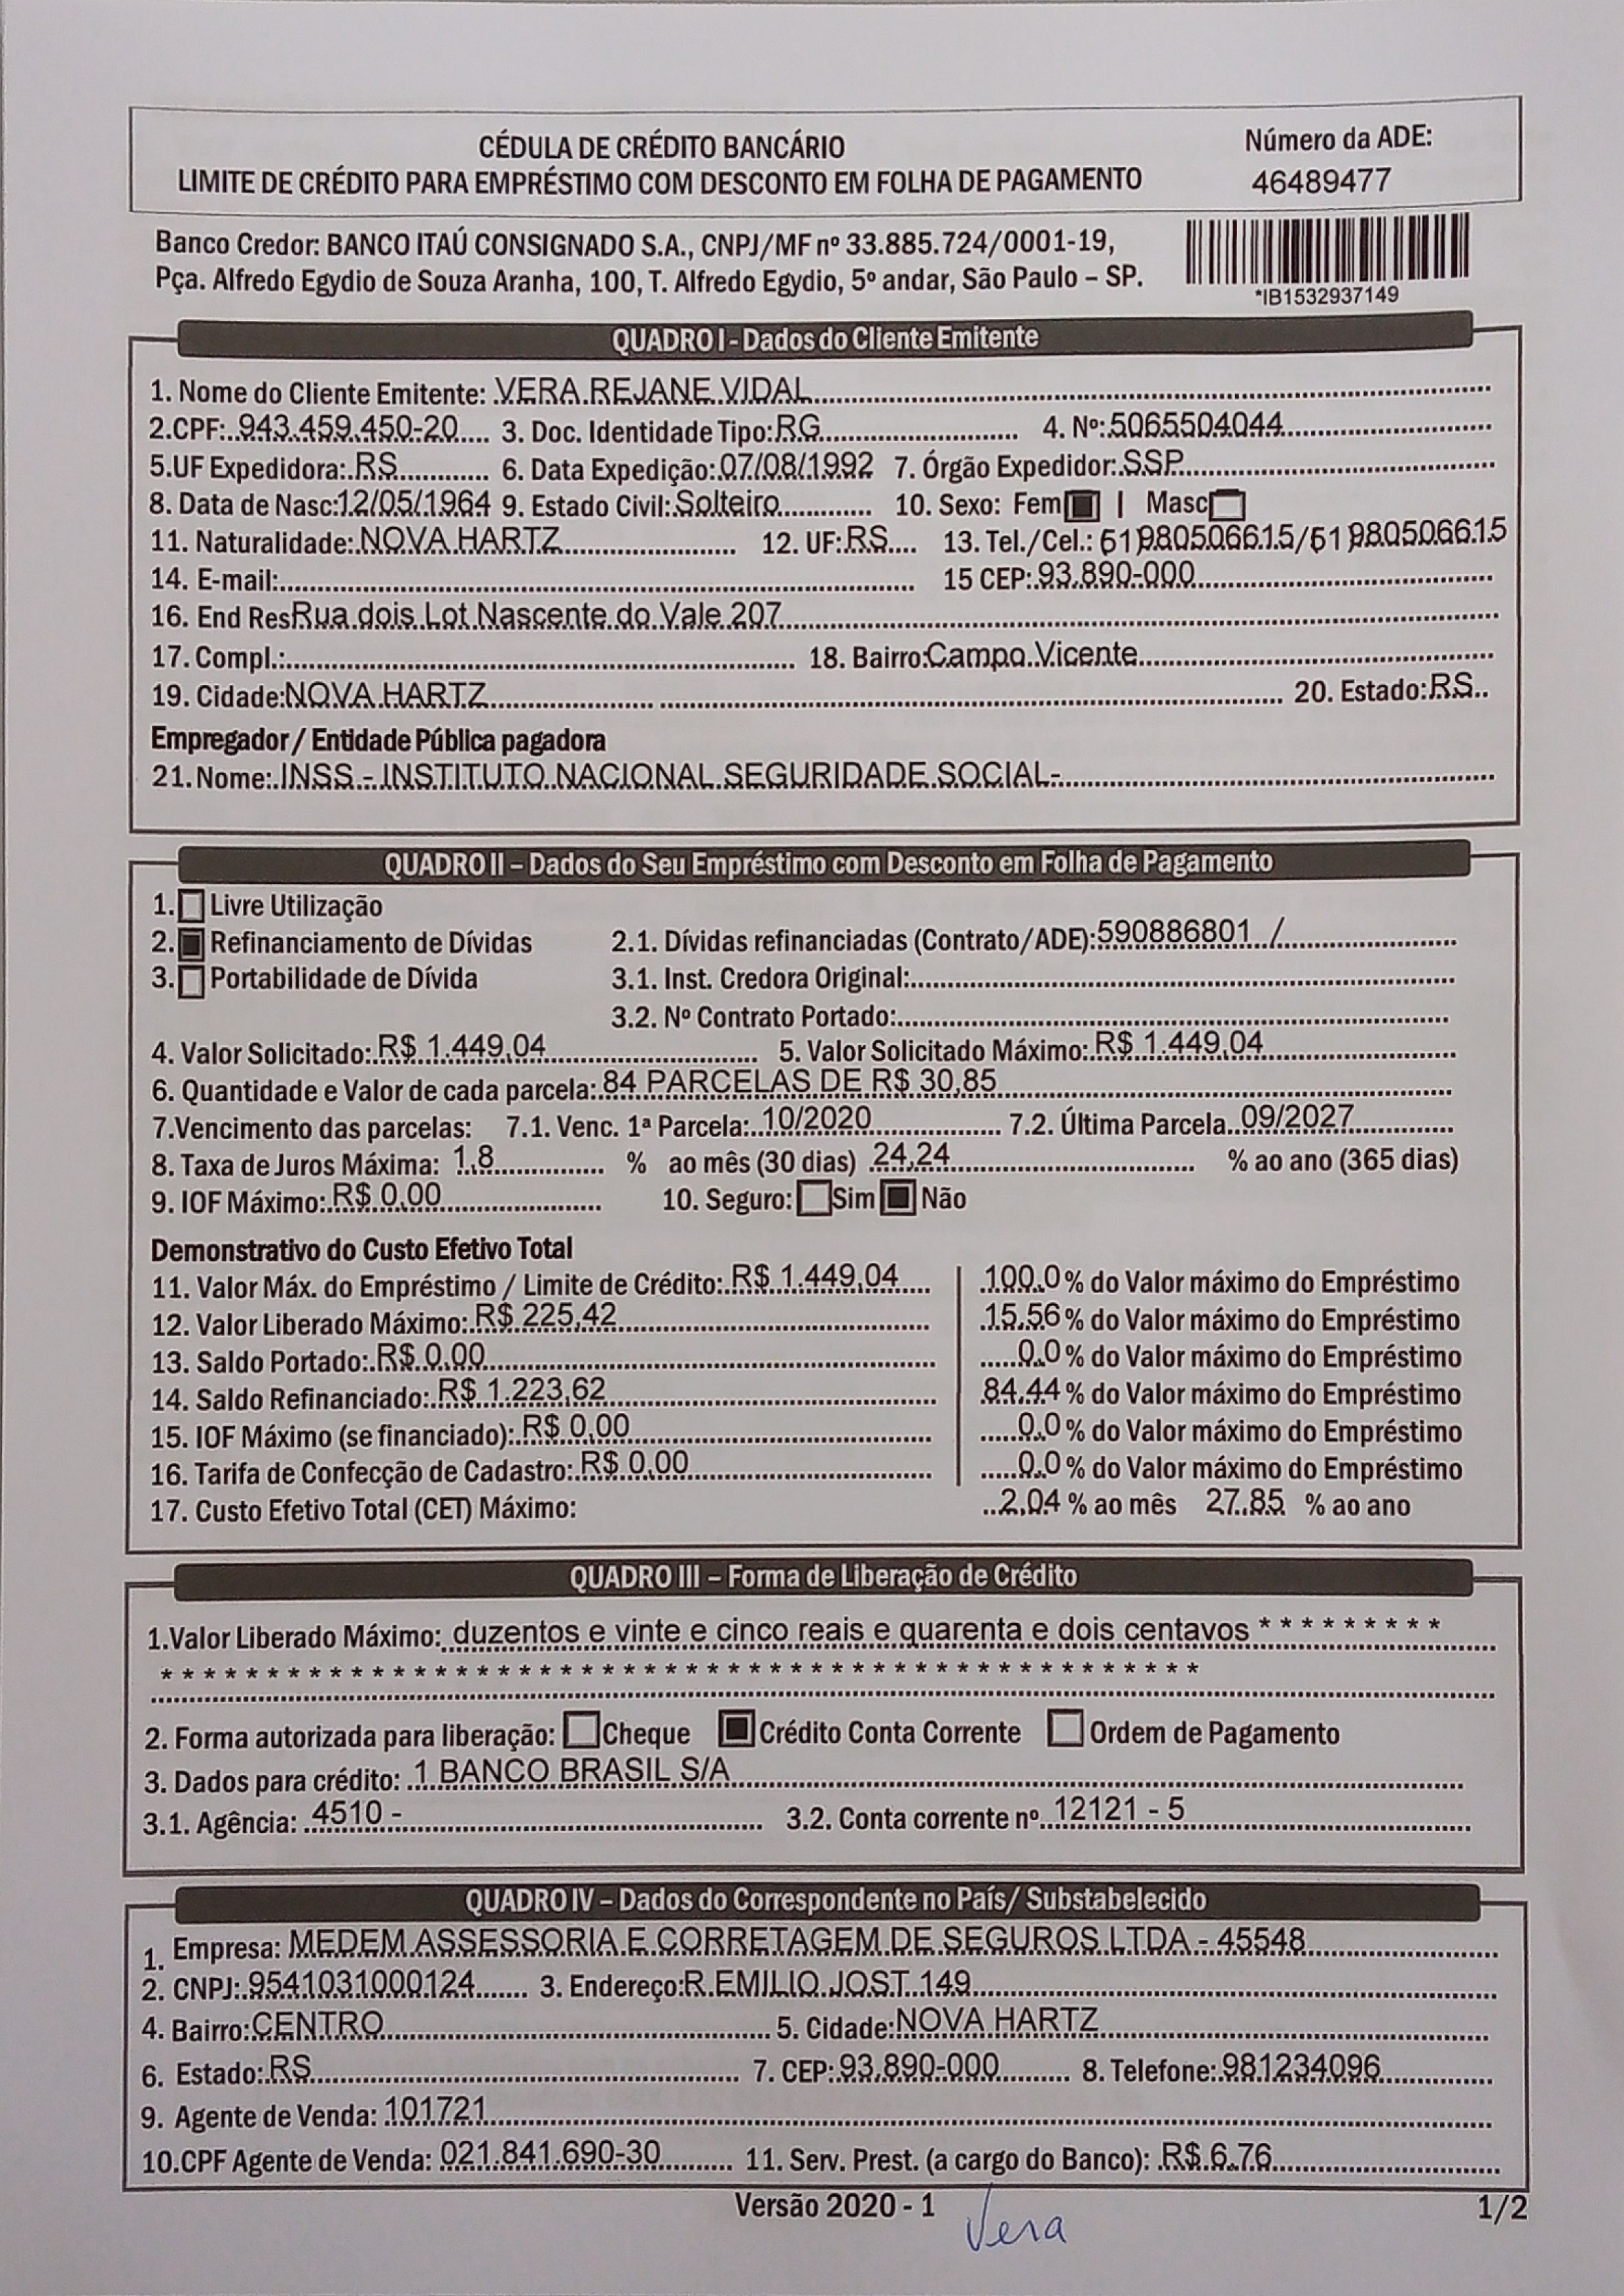 CÉDULA DE CRÉDITO BANCÁRIO
LIMITE DE CRÉDITO PARA EMPRÉSTIMO COM DESCONTO EM FOLHA DE PAGAMENTO
Número da ADE:
46489477
Banco Credor: BANCO ITAÚ CONSIGNADO S.A., CNPJ/MF nº 33.885.724/0001-19,
Pça. Alfredo Egydio de Souza Aranha, 100, T. Alfredo Egydio, 5º andar, São Paulo – SP.
*IB1532937149
QUADRO I - Dados do Cliente Emitente
1. Nome do Cliente Emitente: VERA REJANE VIDAL
2.CPF: 943.459.450-20 3. Doc. Identidade Tipo: RG 4. Nº: 5065504044
5.UF Expedidora: RS 6. Data Expedição: 07/08/1992 7. Órgão Expedidor: SSP
8. Data de Nasc: 12/05/1964 9. Estado Civil: Solteiro 10. Sexo: Fem | Masc
11. Naturalidade: NOVA HARTZ 12. UF: RS 13. Tel./Cel.: 51)980506615/51)980506615
14. E-mail: 15 CEP: 93.890-000
16. End Res Rua dois Lot Nascente do Vale 207
17. Compl.: 18. Bairro: Campo Vicente
19. Cidade: NOVA HARTZ 20. Estado: RS
Empregador / Entidade Pública pagadora
21. Nome: INSS - INSTITUTO NACIONAL SEGURIDADE SOCIAL-
QUADRO II – Dados do Seu Empréstimo com Desconto em Folha de Pagamento
1. Livre Utilização
2. Refinanciamento de Dívidas 2.1. Dívidas refinanciadas (Contrato/ADE): 590886801 /
3. Portabilidade de Dívida 3.1. Inst. Credora Original:
3.2. Nº Contrato Portado:
4. Valor Solicitado: R$ 1.449,04 5. Valor Solicitado Máximo: R$ 1.449,04
6. Quantidade e Valor de cada parcela: 84 PARCELAS DE R$ 30,85
7.Vencimento das parcelas: 7.1. Venc. 1ª Parcela: 10/2020 7.2. Última Parcela 09/2027
8. Taxa de Juros Máxima: 1,8 % ao mês (30 dias) 24,24 % ao ano (365 dias)
9. IOF Máximo: R$ 0,00 10. Seguro: Sim Não
Demonstrativo do Custo Efetivo Total
11. Valor Máx. do Empréstimo / Limite de Crédito: R$ 1.449,04 100.0 % do Valor máximo do Empréstimo
12. Valor Liberado Máximo: R$ 225,42 15.56 % do Valor máximo do Empréstimo
13. Saldo Portado: R$ 0,00 0.0 % do Valor máximo do Empréstimo
14. Saldo Refinanciado: R$ 1.223,62 84.44 % do Valor máximo do Empréstimo
15. IOF Máximo (se financiado): R$ 0,00 0.0 % do Valor máximo do Empréstimo
16. Tarifa de Confecção de Cadastro: R$ 0,00 0.0 % do Valor máximo do Empréstimo
17. Custo Efetivo Total (CET) Máximo: 2,04 % ao mês 27.85 % ao ano
QUADRO III – Forma de Liberação de Crédito
1.Valor Liberado Máximo: duzentos e vinte e cinco reais e quarenta e dois centavos * * * * * * * * *
* * * * * * * * * * * * * * * * * * * * * * * * * * * * * * * * * * * * * * * * * * * * * * * * * *
2. Forma autorizada para liberação: Cheque Crédito Conta Corrente Ordem de Pagamento
3. Dados para crédito: 1 BANCO BRASIL S/A
3.1. Agência: 4510 - 3.2. Conta corrente nº 12121 - 5
QUADRO IV – Dados do Correspondente no País/ Substabelecido
1. Empresa: MEDEM ASSESSORIA E CORRETAGEM DE SEGUROS LTDA - 45548
2. CNPJ: 9541031000124 3. Endereço: R.EMILIO JOST 149
4. Bairro: CENTRO 5. Cidade: NOVA HARTZ
6. Estado: RS 7. CEP: 93.890-000 8. Telefone: 981234096
9. Agente de Venda: 101721
10.CPF Agente de Venda: 021.841.690-30 11. Serv. Prest. (a cargo do Banco): R$ 6.76
Versão 2020 - 1
Vera
1/2